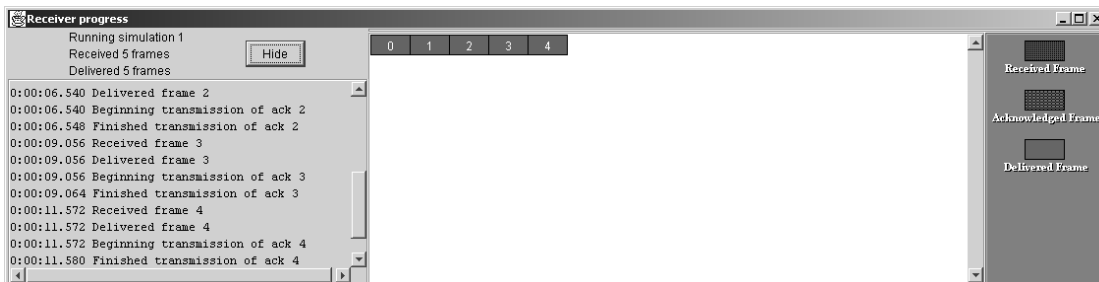 Receiver progress
Running simulation 1
Received 5 frames
Delivered 5 frames
Hide
0:00:06.540 Delivered frame 2
0:00:06.540 Beginning transmission of ack 2
0:00:06.548 Finished transmission of ack 2
0:00:09.056 Received frame 3
0:00:09.056 Delivered frame 3
0:00:09.056 Beginning transmission of ack 3
0:00:09.064 Finished transmission of ack 3
0:00:11.572 Received frame 4
0:00:11.572 Delivered frame 4
0:00:11.572 Beginning transmission of ack 4
0:00:11.580 Finished transmission of ack 4
0 1 2 3 4
Received Frame
Acknowledged Frame
Delivered Frame